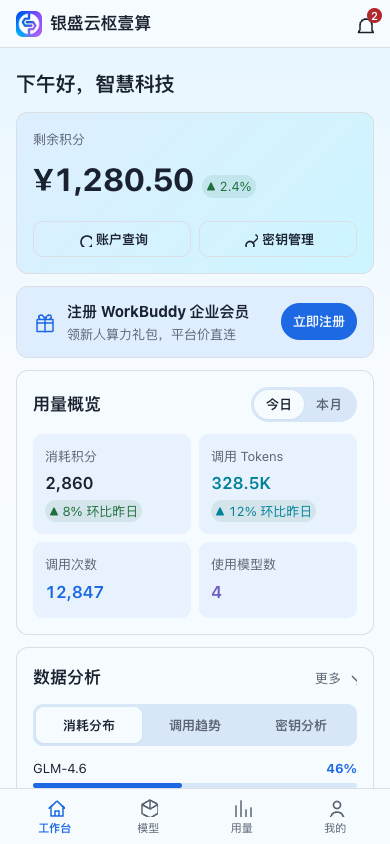 银盛云枢壹算
2
下午好，智慧科技
剩余积分
¥1,280.50
▲ 2.4%
账户查询
密钥管理
注册 WorkBuddy 企业会员
领新人算力礼包，平台价直连
立即注册
用量概览
今日
本月
消耗积分
2,860
▲ 8% 环比昨日
调用 Tokens
328.5K
▲ 12% 环比昨日
调用次数
12,847
使用模型数
4
数据分析
更多
消耗分布
调用趋势
密钥分析
GLM-4.6
46%
工作台
模型
用量
我的